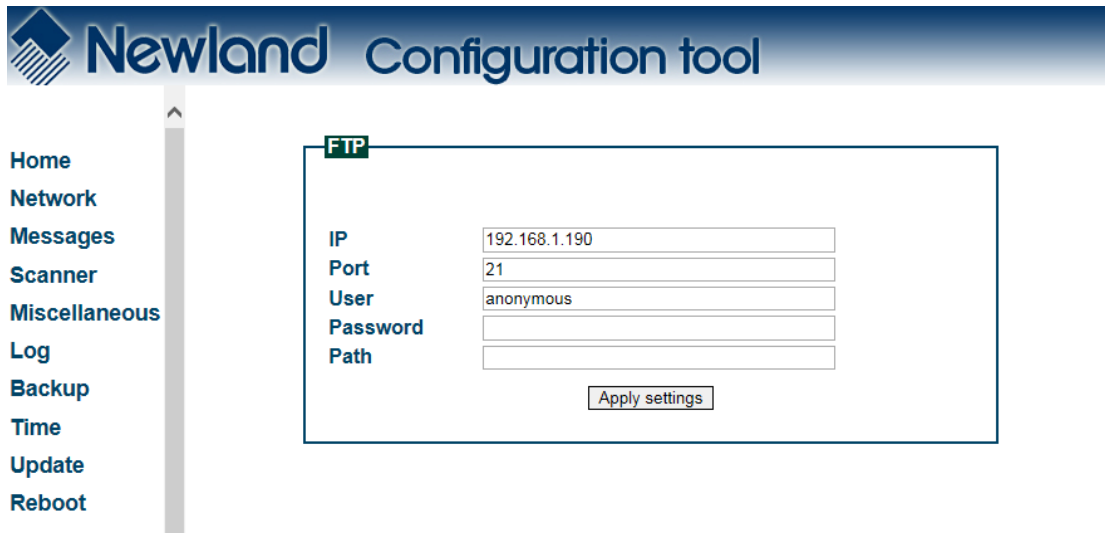 Newland Configuration tool
Home
Network
Messages
Scanner
Miscellaneous
Log
Backup
Time
Update
Reboot
FTP
IP 192.168.1.190
Port 21
User anonymous
Password
Path
Apply settings